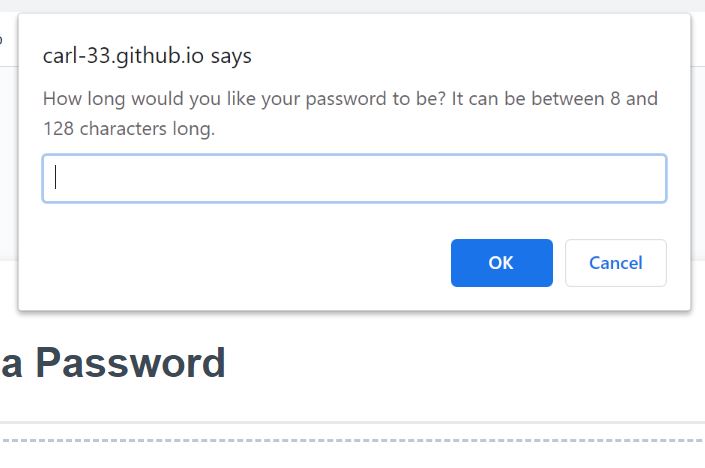 carl-33.github.io says
How long would you like your password to be? It can be between 8 and
128 characters long.
OK Cancel
a Password